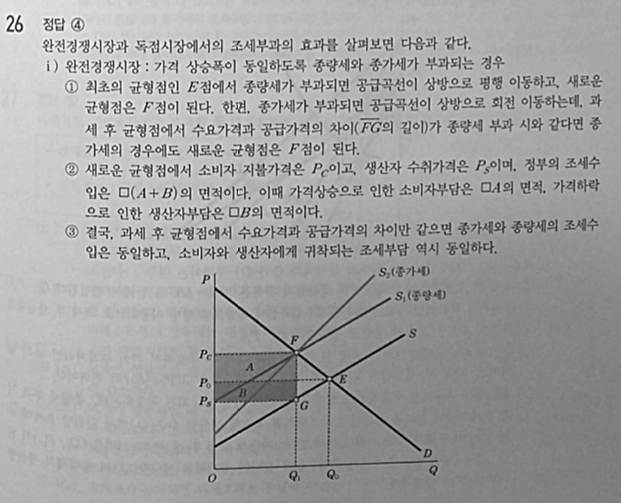 26 정답 ④
완전경쟁시장과 독점시장에서의 조세부과의 효과를 살펴보면 다음과 같다.
ⅰ) 완전경쟁시장 : 가격 상승폭이 동일하도록 종량세와 종가세가 부과되는 경우
① 최초의 균형점인 E점에서 종량세가 부과되면 공급곡선이 상방으로 평행 이동하고, 새로운
균형점은 F점이 된다. 한편, 종가세가 부과되면 공급곡선이 상방으로 회전 이동하는데, 과
세 후 균형점에서 수요가격과 공급가격의 차이(F̅G̅의 길이)가 종량세 부과 시와 같다면 종
가세의 경우에도 새로운 균형점은 F점이 된다.
② 새로운 균형점에서 소비자 지불가격은 P_C이고, 생산자 수취가격은 P_S이며, 정부의 조세수
입은 □(A+B)의 면적이다. 이때 가격상승으로 인한 소비자부담은 □A의 면적, 가격하락
으로 인한 생산자부담은 □B의 면적이다.
③ 결국, 과세 후 균형점에서 수요가격과 공급가격의 차이만 같으면 종가세와 종량세의 조세수
입은 동일하고, 소비자와 생산자에게 귀착되는 조세부담 역시 동일하다.
P
S₂(종가세)
S₁(종량세)
S
F
P_C
A
P₀
E
B
P_S
G
D
O
Q₁
Q₀
Q